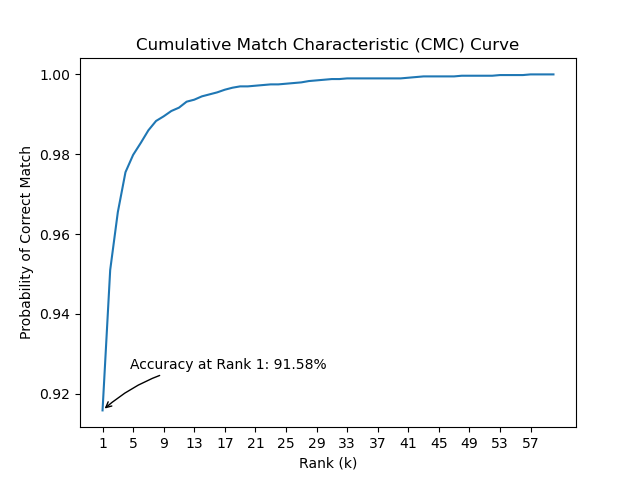 Cumulative Match Characteristic (CMC) Curve
1.00
0.98
0.96
0.94
0.92
Probability of Correct Match
Accuracy at Rank 1: 91.58%
1 5 9 13 17 21 25 29 33 37 41 45 49 53 57
Rank (k)